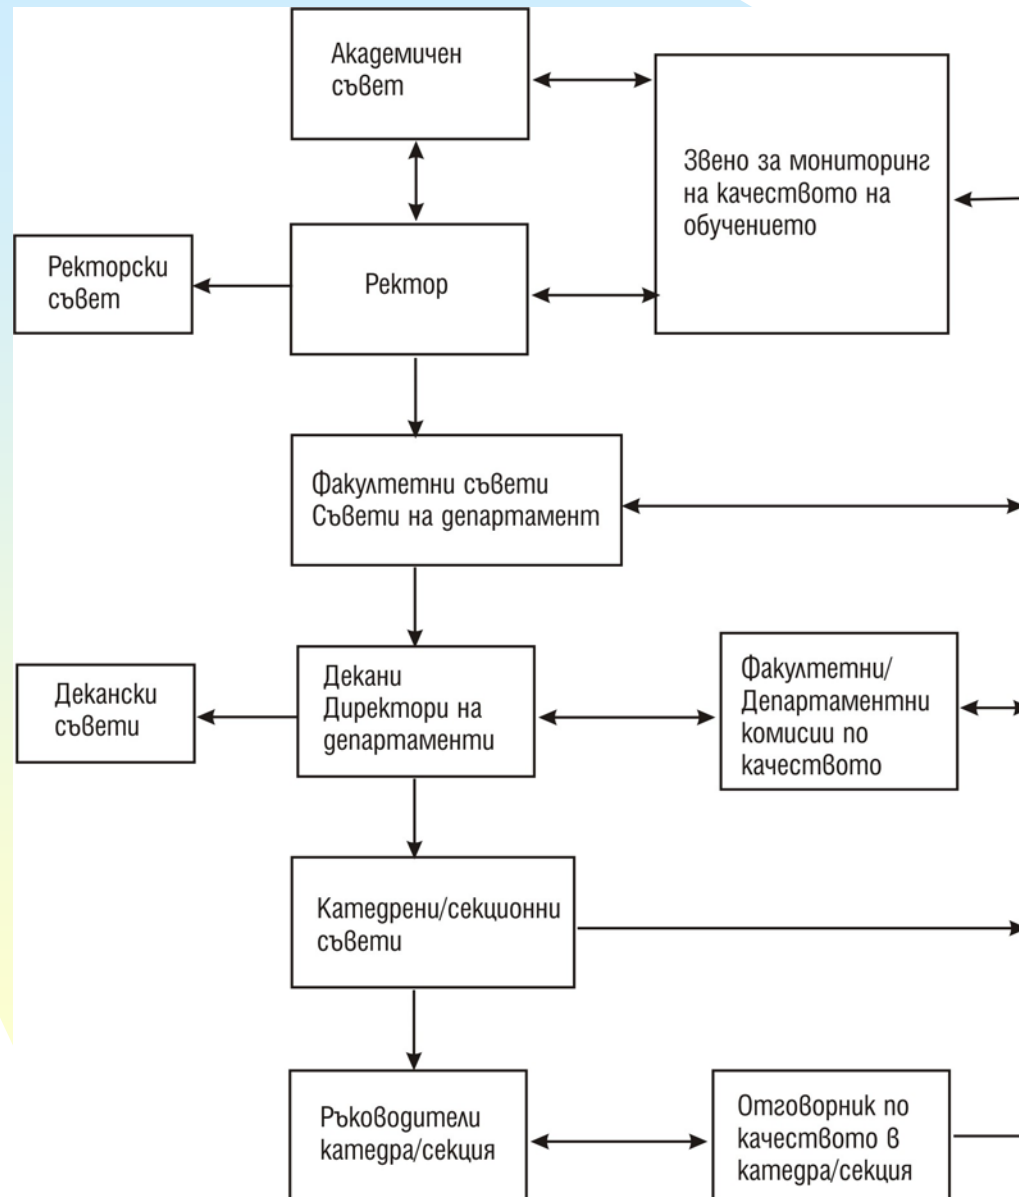 Академичен
съвет
Звено за мониторинг
на качеството на
обучението
Ректорски
съвет
Ректор
Факултетни съвети
Съвети на департамент
Декански
съвети
Декани
Директори на
департаменти
Факултетни/
Департаментни
комисии по
качеството
Катедрени/секционни
съвети
Ръководители
катедра/секция
Отговорник по
качеството в
катедра/секция